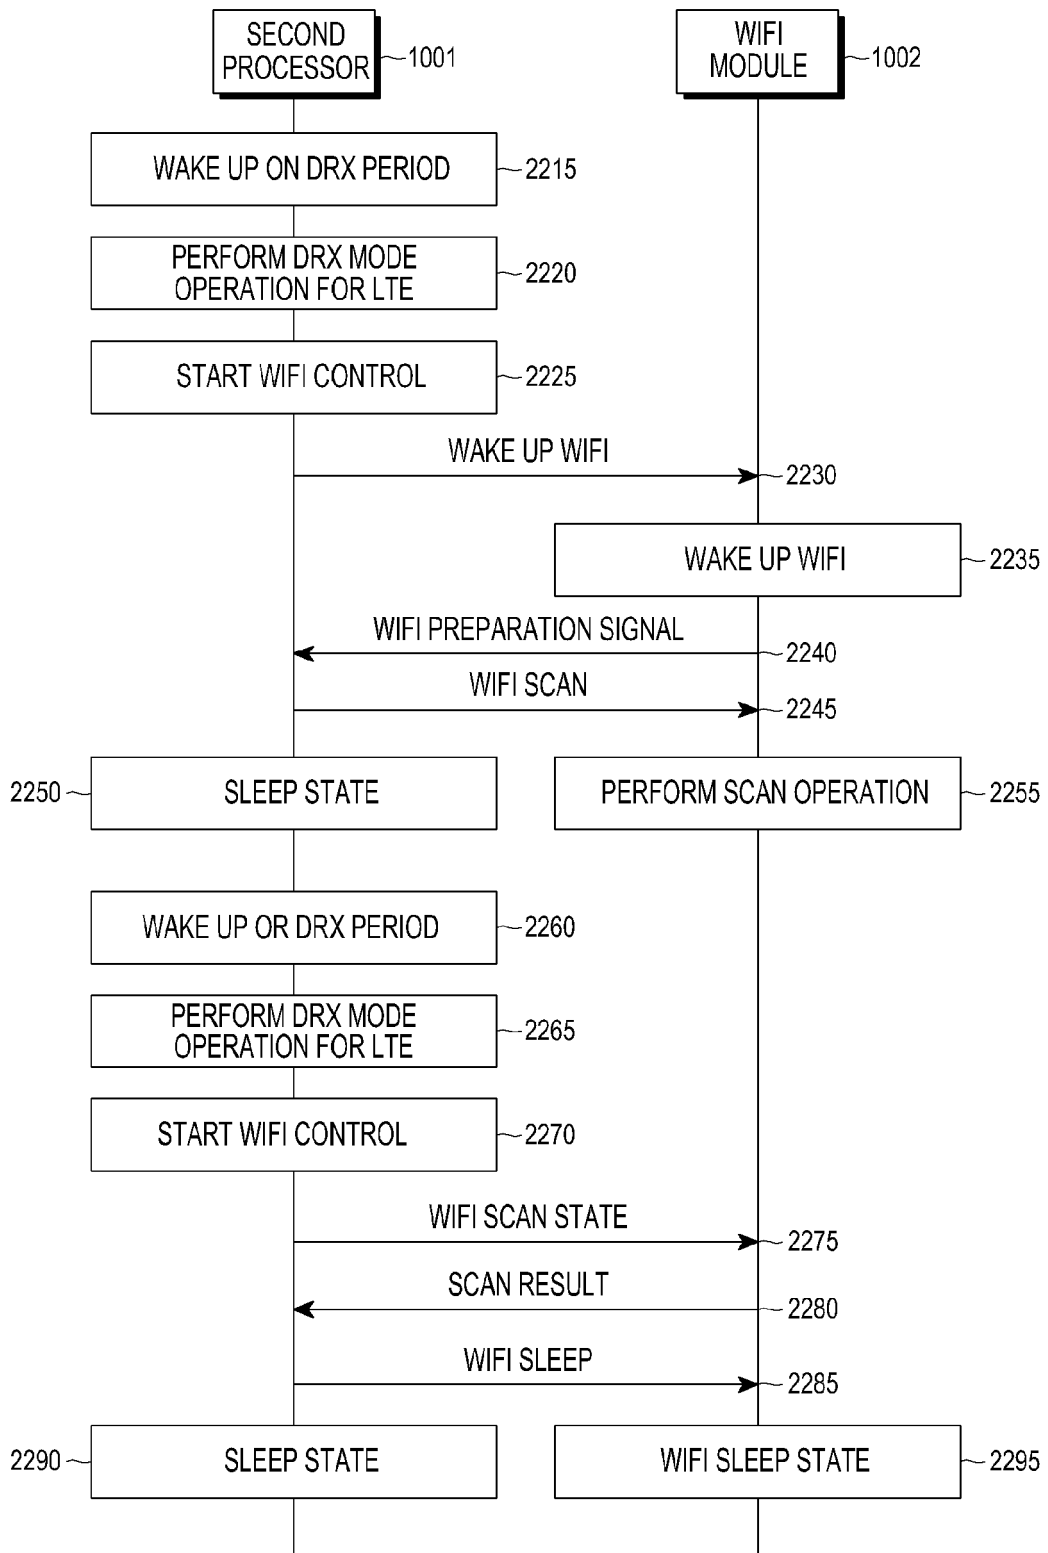 SECOND
PROCESSOR
1001
WIFI
MODULE
1002
WAKE UP ON DRX PERIOD
2215
PERFORM DRX MODE
OPERATION FOR LTE
2220
START WIFI CONTROL
2225
WAKE UP WIFI
2230
WAKE UP WIFI
2235
WIFI PREPARATION SIGNAL
2240
WIFI SCAN
2245
2250
SLEEP STATE
PERFORM SCAN OPERATION
2255
WAKE UP OR DRX PERIOD
2260
PERFORM DRX MODE
OPERATION FOR LTE
2265
START WIFI CONTROL
2270
WIFI SCAN STATE
2275
SCAN RESULT
2280
WIFI SLEEP
2285
2290
SLEEP STATE
WIFI SLEEP STATE
2295